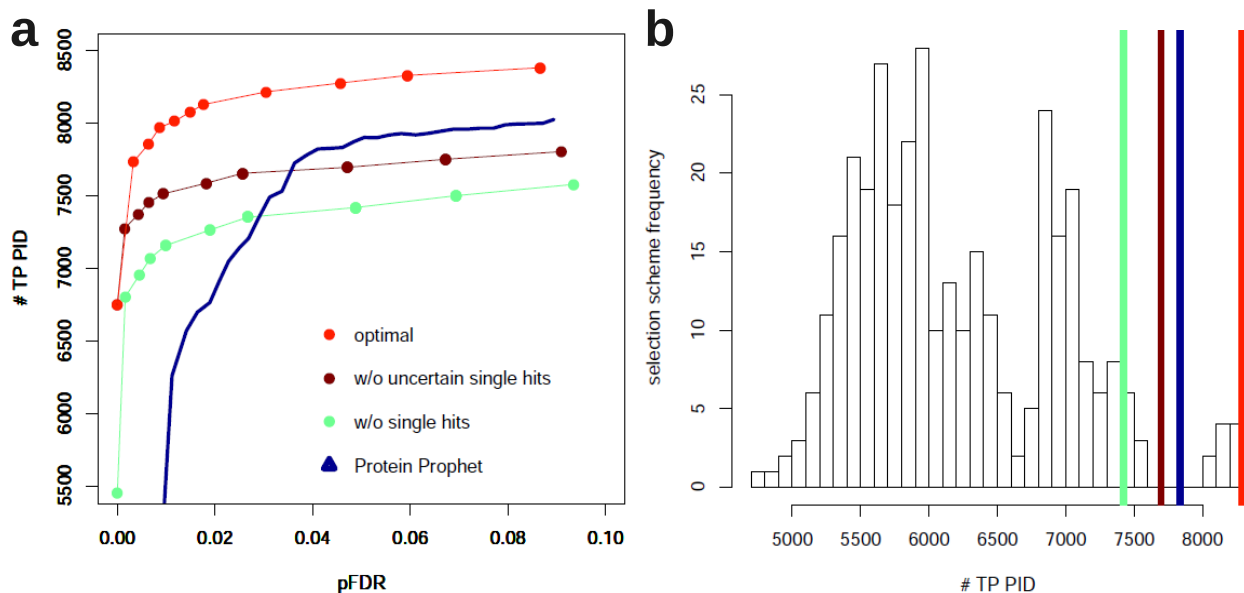 a
8500
8000
7500
7000
6500
6000
5500
# TP PID
optimal
w/o uncertain single hits
w/o single hits
Protein Prophet
0.00 0.02 0.04 0.06 0.08 0.10
pFDR
b
25
20
15
10
5
0
selection scheme frequency
5000 5500 6000 6500 7000 7500 8000
# TP PID